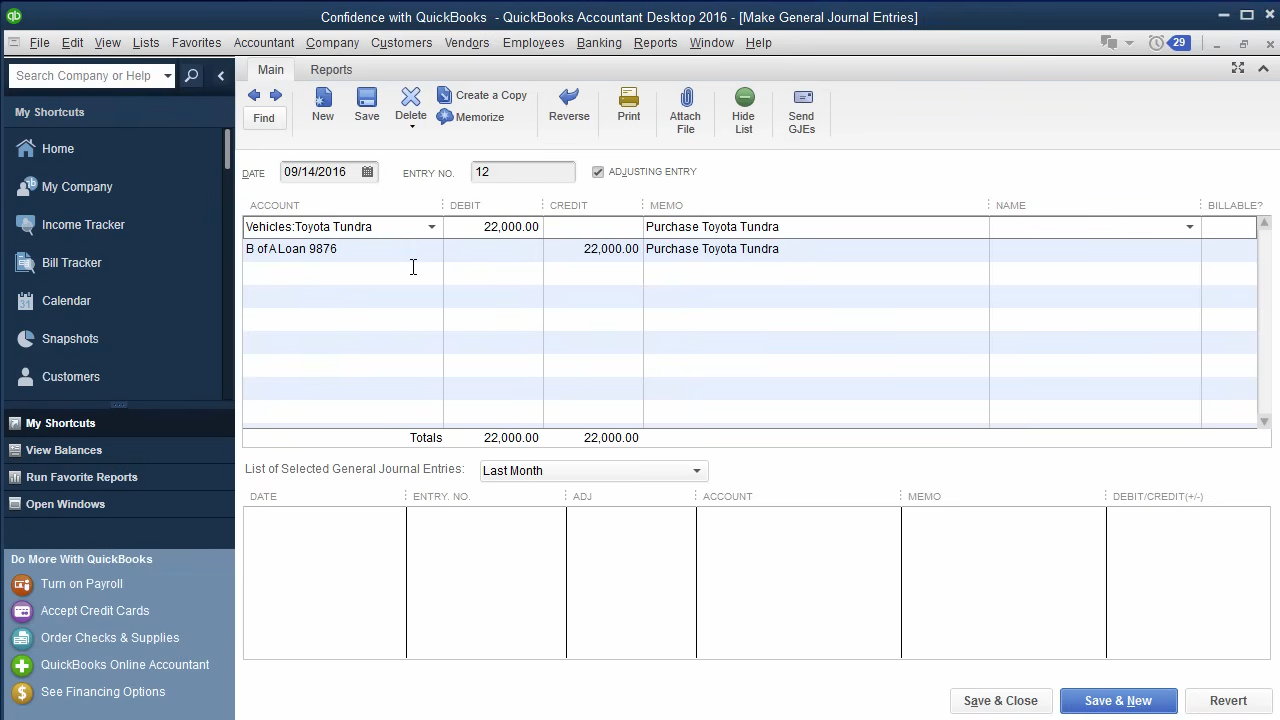 Confidence with QuickBooks - QuickBooks Accountant Desktop 2016 - [Make General Journal Entries]
File Edit View Lists Favorites Accountant Company Customers Vendors Employees Banking Reports Window Help 29
Search Company or Help
My Shortcuts
Home
My Company
Income Tracker
Bill Tracker
Calendar
31
Snapshots
Customers
My Shortcuts
View Balances
Run Favorite Reports
Open Windows
Do More With QuickBooks
Turn on Payroll
Accept Credit Cards
Order Checks & Supplies
QuickBooks Online Accountant
See Financing Options
Main Reports
Find New Save Delete Create a Copy Memorize Reverse Print Attach File Hide List Send GJEs
DATE 09/14/2016 ENTRY NO. 12 ADJUSTING ENTRY
ACCOUNT DEBIT CREDIT MEMO NAME BILLABLE?
Vehicles:Toyota Tundra 22,000.00 Purchase Toyota Tundra
B of A Loan 9876 22,000.00 Purchase Toyota Tundra
Totals 22,000.00 22,000.00
List of Selected General Journal Entries: Last Month
DATE ENTRY. NO. ADJ ACCOUNT MEMO DEBIT/CREDIT(+/-)
Save & Close Save & New Revert